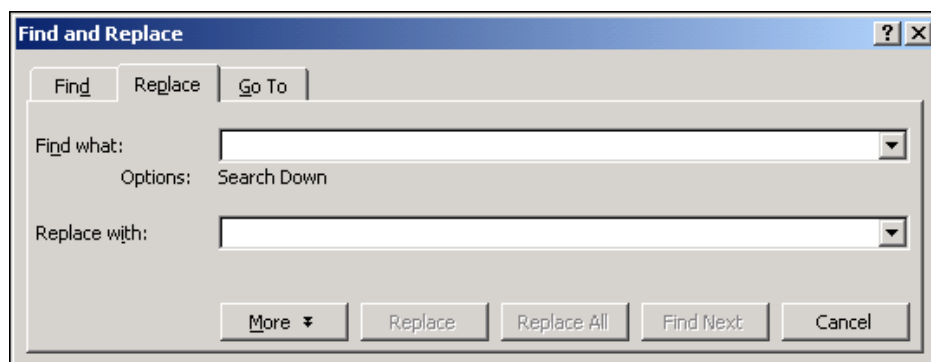 Find and Replace
Find Replace Go To
Find what:
Options: Search Down
Replace with:
More Replace Replace All Find Next Cancel